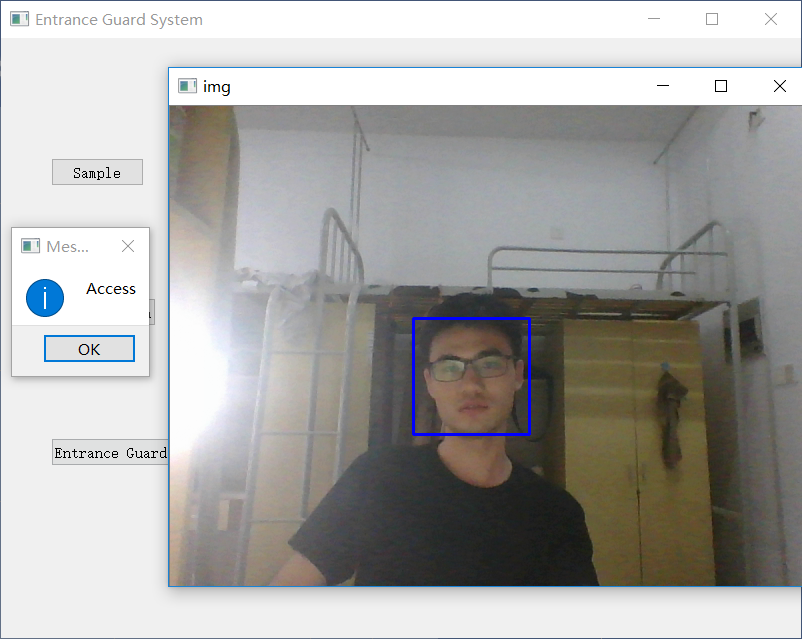 Entrance Guard System
img
Sample
Mes...
Access
OK
Entrance Guard